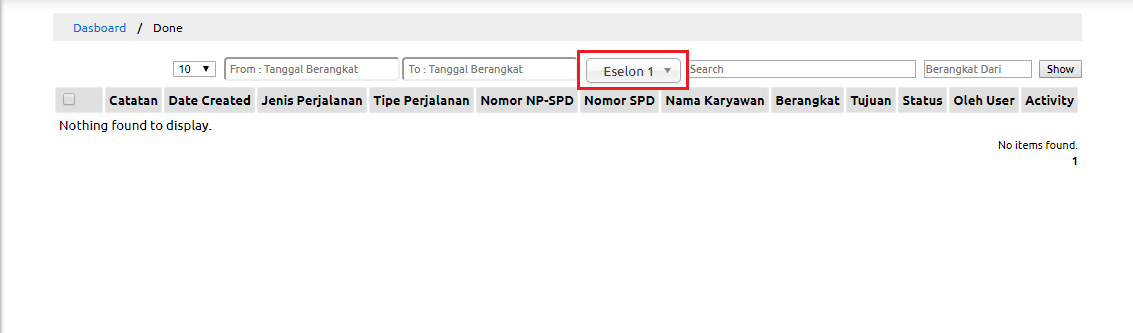 Dasboard / Done
10 From : Tanggal Berangkat To : Tanggal Berangkat Eselon 1 Search Berangkat Dari Show
Catatan Date Created Jenis Perjalanan Tipe Perjalanan Nomor NP-SPD Nomor SPD Nama Karyawan Berangkat Tujuan Status Oleh User Activity
Nothing found to display.
No items found.
1